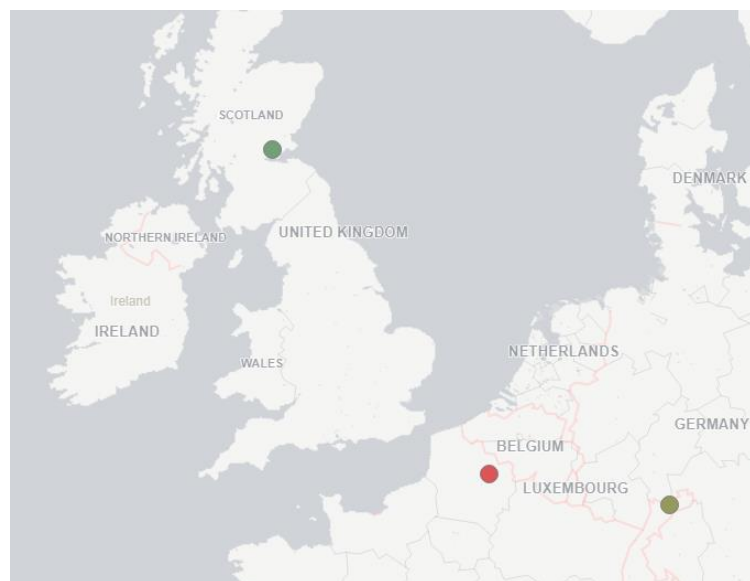 SCOTLAND
DENMARK
UNITED KINGDOM
NORTHERN IRELAND
Ireland
IRELAND
NETHERLANDS
WALES
GERMANY
BELGIUM
LUXEMBOURG